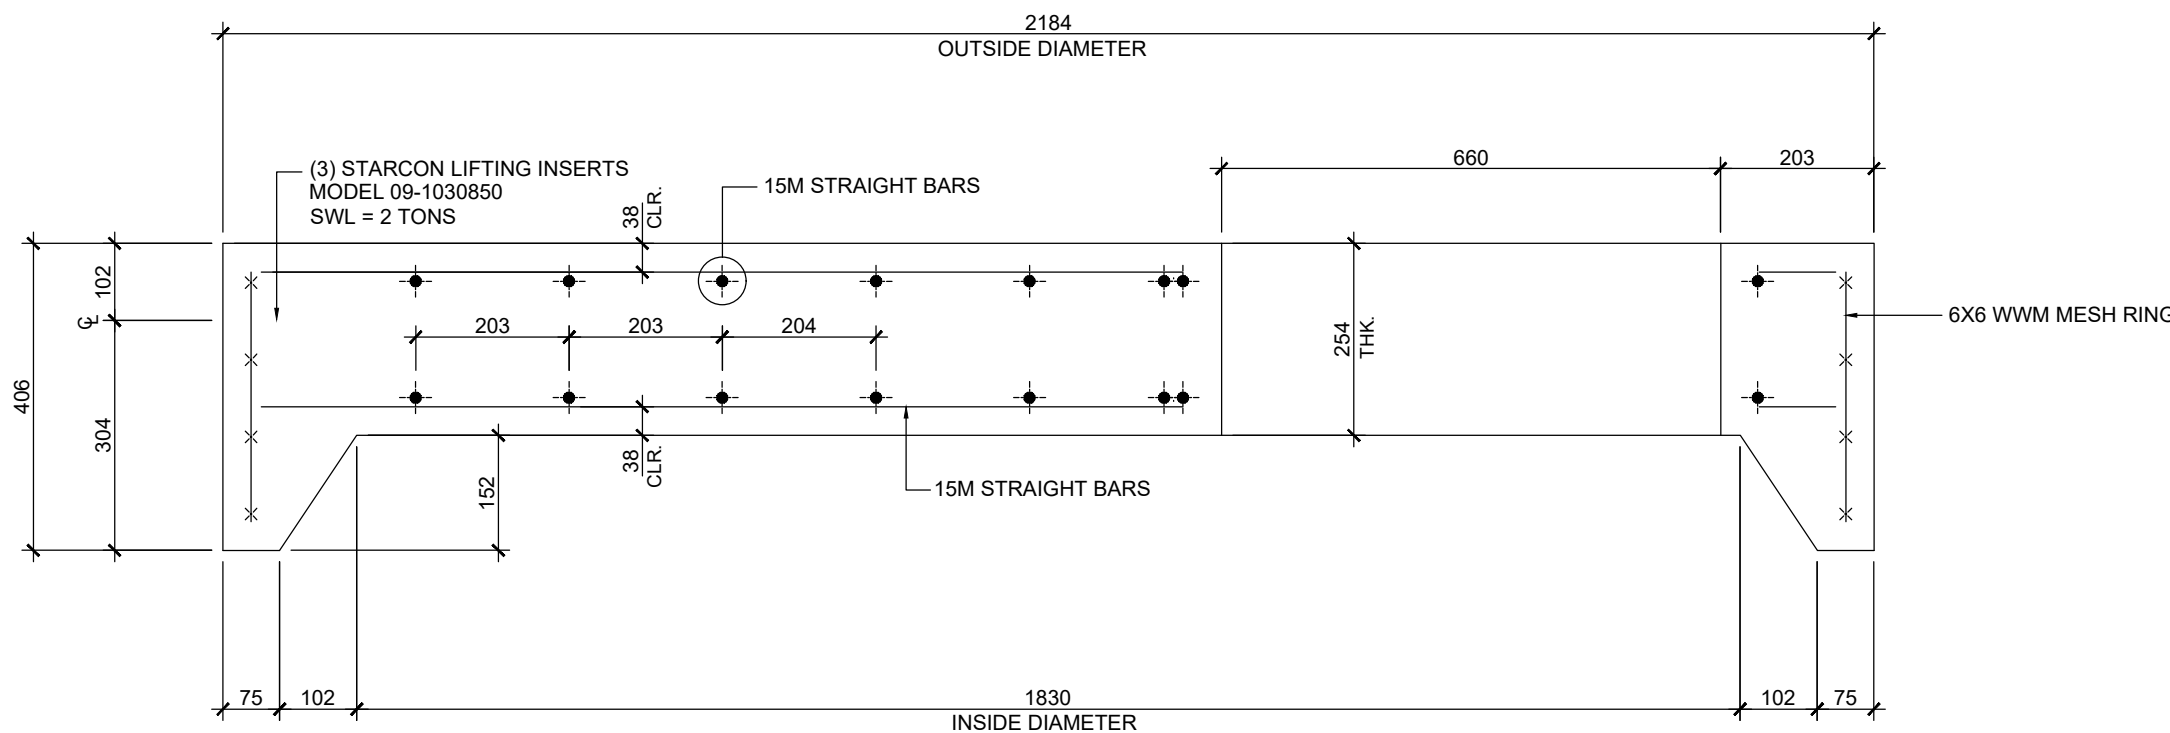 2184
OUTSIDE DIAMETER
660
203
(3) STARCON LIFTING INSERTS
MODEL 09-1030850
SWL = 2 TONS
15M STRAIGHT BARS
38
CLR.
102
℄
203
203
204
254
THK.
6X6 WWM MESH RING
406
304
38
CLR.
152
15M STRAIGHT BARS
75
102
1830
INSIDE DIAMETER
102
75